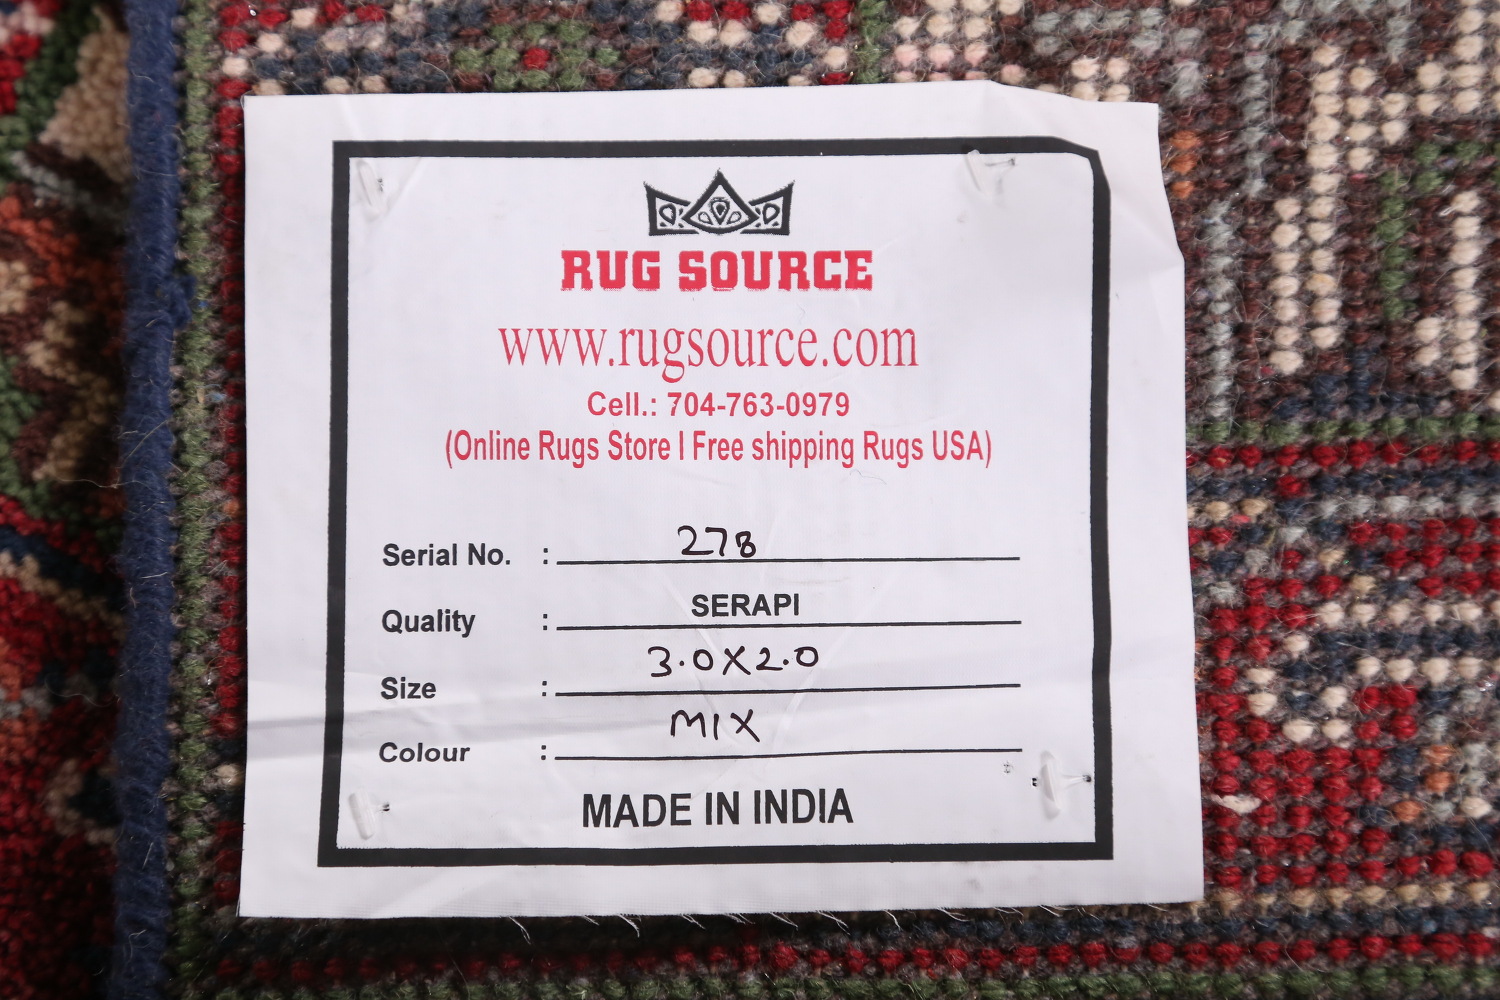 RUG SOURCE
www.rugsource.com
Cell.: 704-763-0979
(Online Rugs Store I Free shipping Rugs USA)
Serial No. : 278
Quality : SERAPI
Size : 3.0X2.0
Colour : MIX
MADE IN INDIA